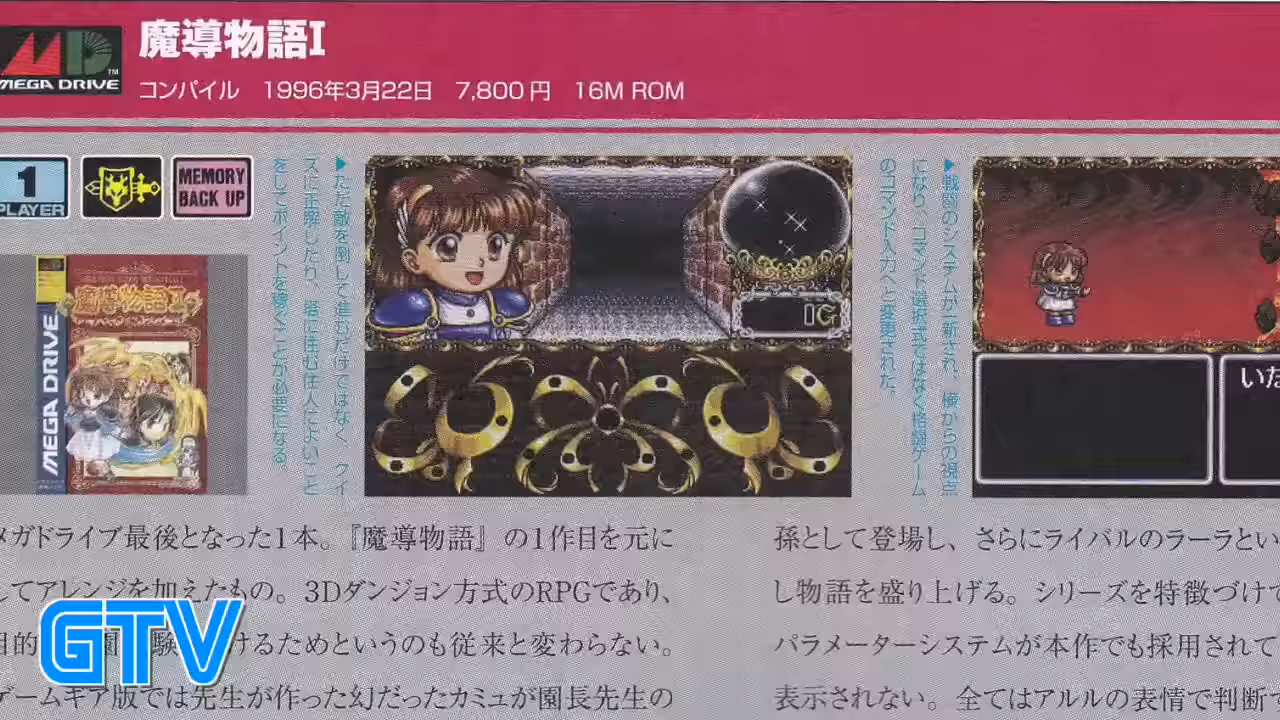 魔導物語I
MEGA DRIVE
TM
コンパイル 1996年3月22日 7,800円 16M ROM
1
PLAYER
MEMORY
BACK UP
▶ただ敵を倒して進むだけではなく、クイ
ズに正解したり、塔に住む住人によいこと
をしてポイントを稼ぐことが必要になる。
▶戦闘のシステムが一新され、横からの視点
になり、コマンド選択式ではなく格闘ゲーム
のコマンド入力へと変更された。
MEGA DRIVE
魔導物語I
1G
いた
メガドライブ最後となった1本。『魔導物語』の1作目を元に
してアレンジを加えたもの。3Dダンジョン方式のRPGであり、
目的 園 験 けるためというのも従来と変わらない。
ゲームギア版では先生が作った幻だったカミュが園長先生の
孫として登場し、さらにライバルのラーラとい
し物語を盛り上げる。シリーズを特徴づけて
パラメーターシステムが本作でも採用されて
表示されない。全てはアルルの表情で判断す
GTV